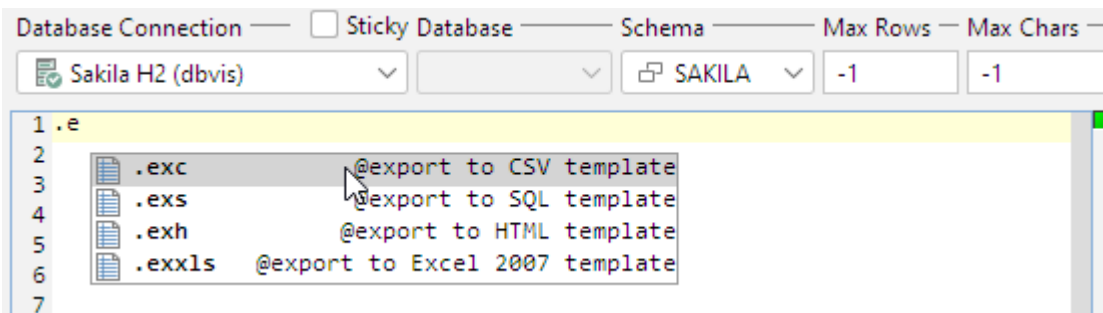 Database Connection Sticky Database Schema Max Rows Max Chars
Sakila H2 (dbvis) SAKILA -1 -1
1 .e
2
.exc @export to CSV template
3
.exs @export to SQL template
4
.exh @export to HTML template
5
.exxls @export to Excel 2007 template
6
7